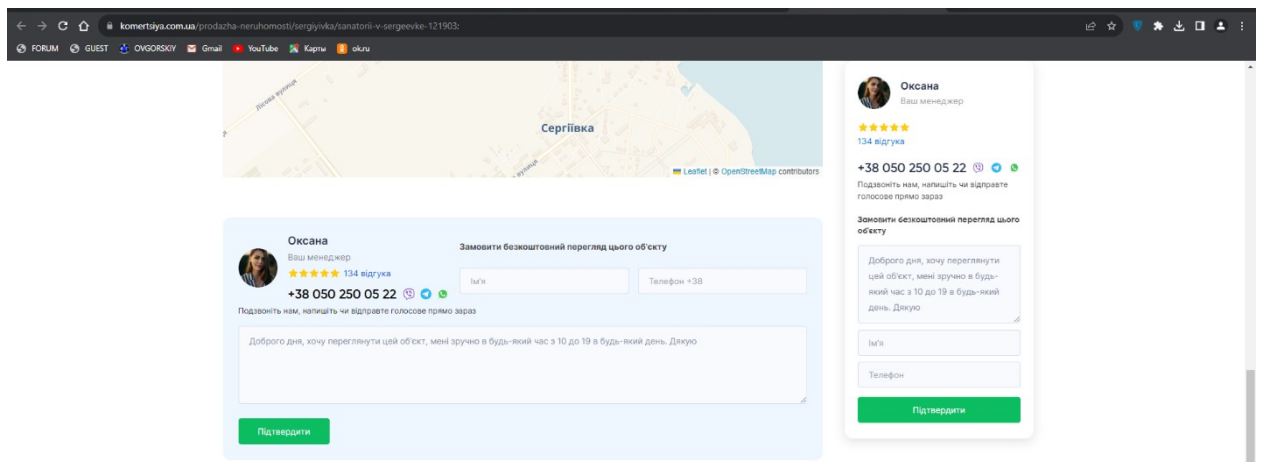 komertsiya.com.ua/prodazha-neruhomosti/sergiyivka/sanatorii-v-sergeevke-121903:
FORUM GUEST OVGORSKIY Gmail YouTube Карты ok.ru
Лісова вулиця
Сергіївка
вулиця
Leaflet | © OpenStreetMap contributors
Оксана
Ваш менеджер
134 відгука
+38 050 250 05 22
Подзвоніть нам, напишіть чи відправте голосове прямо зараз
Замовити безкоштовний перегляд цього об'єкту
Ім'я
Телефон +38
Доброго дня, хочу переглянути цей об'єкт, мені зручно в будь-який час з 10 до 19 в будь-який день. Дякую
Підтвердити
Оксана
Ваш менеджер
134 відгука
+38 050 250 05 22
Подзвоніть нам, напишіть чи відправте
голосове прямо зараз
Замовити безкоштовний перегляд цього
об'єкту
Доброго дня, хочу переглянути
цей об'єкт, мені зручно в будь-
який час з 10 до 19 в будь-який
день. Дякую
Ім'я
Телефон
Підтвердити